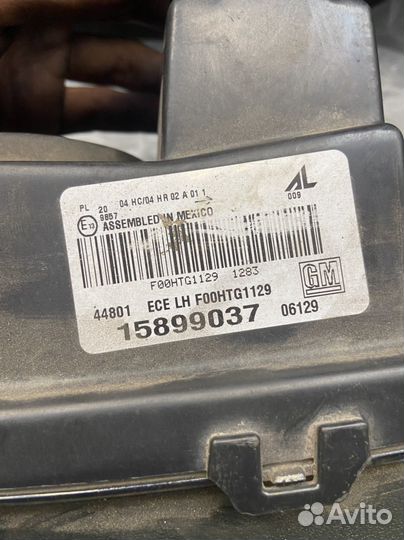 PL 20 04 HC/04 HR 02 A 01 1
E13 9857 ASSEMBLED IN MEXICO
AL
009
F00HTG1129 1283
GM
44801 ECE LH F00HTG1129
15899037 06129
Avito